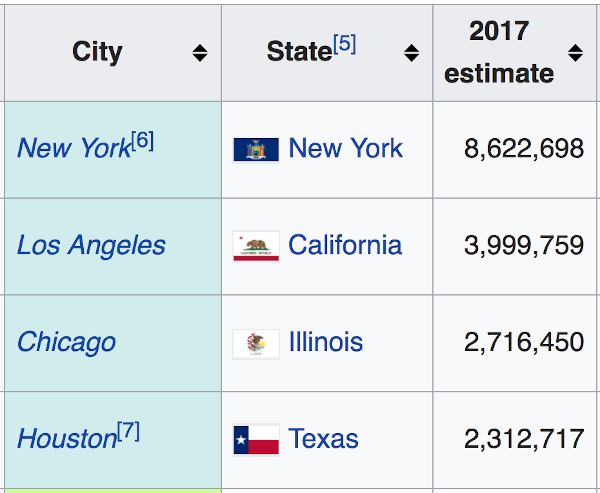 City State[5] 2017 estimate
New York[6] New York 8,622,698
Los Angeles California 3,999,759
Chicago Illinois 2,716,450
Houston[7] Texas 2,312,717